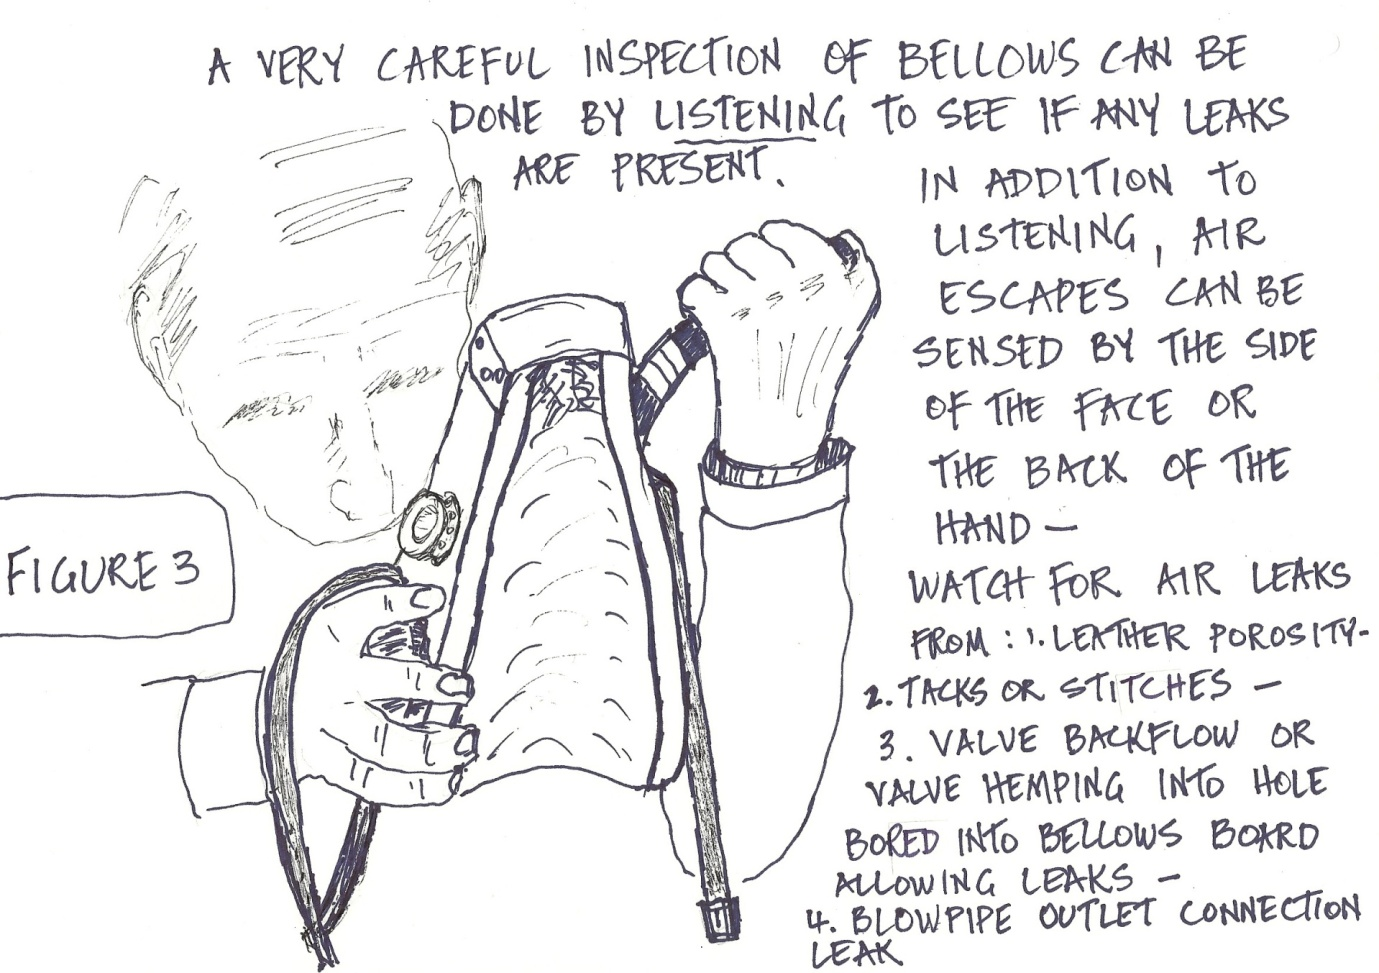 A VERY CAREFUL INSPECTION OF BELLOWS CAN BE
DONE BY LISTENING TO SEE IF ANY LEAKS
ARE PRESENT.
IN ADDITION TO
LISTENING, AIR
ESCAPES CAN BE
SENSED BY THE SIDE
OF THE FACE OR
THE BACK OF THE
HAND —
WATCH FOR AIR LEAKS
FROM : 1. LEATHER POROSITY-
2. TACKS OR STITCHES —
3. VALVE BACKFLOW OR
VALVE HEMPING INTO HOLE
BORED INTO BELLOWS BOARD
ALLOWING LEAKS —
4. BLOWPIPE OUTLET CONNECTION
LEAK
FIGURE 3